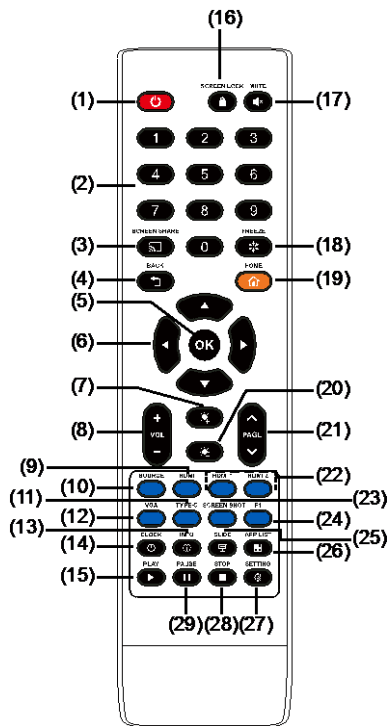 (16)
SCREEN LOCK MUTE
(1) (17)
1 2 3
(2) 4 5 6
7 8 9
SCREEN SHARE FREEZE
(3) 0 (18)
BACK HOME
(4) (19)
(5)
(6) OK
(7) (20)
(8) + VOL − (21)
(9) (22)
SOURCE HDMI
(10)
(11) (23)
VGA TYPE-C SCREEN SHOT F1
(12) (24)
(13) (25)
CLOCK INFO SLIDE APP LIST
(14) (26)
PLAY PAUSE STOP SETTING
(15)
(29) (28) (27)